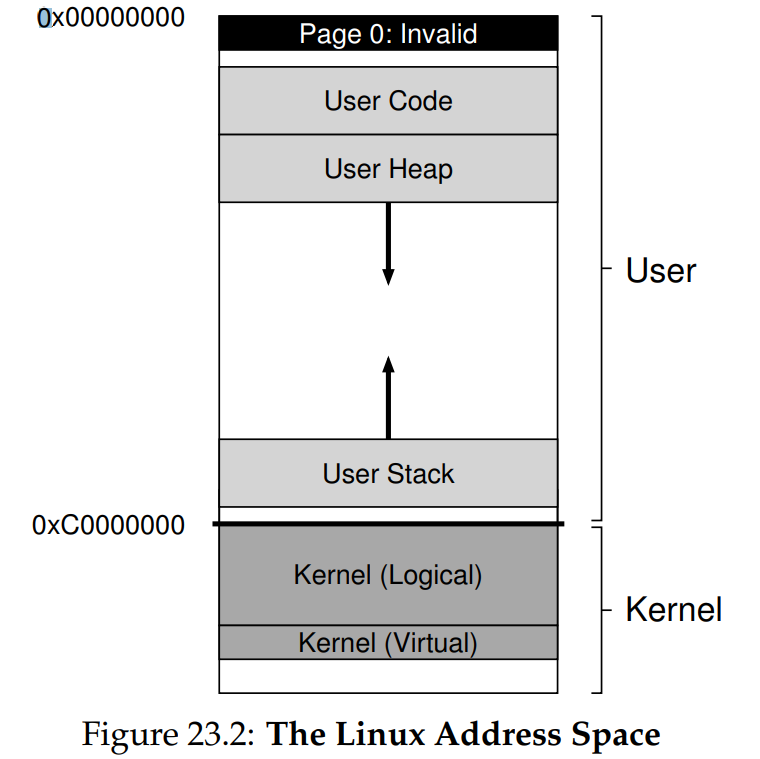 0x00000000
Page 0: Invalid
User Code
User Heap
User
User Stack
0xC0000000
Kernel (Logical)
Kernel
Kernel (Virtual)
Figure 23.2: The Linux Address Space